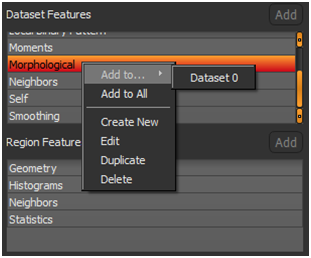 Dataset Features
Add
Local Binary Pattern
Moments
Morphological
Neighbors
Self
Smoothing
Add to...
Dataset 0
Add to All
Create New
Edit
Duplicate
Delete
Region Feature
Add
Geometry
Histograms
Neighbors
Statistics